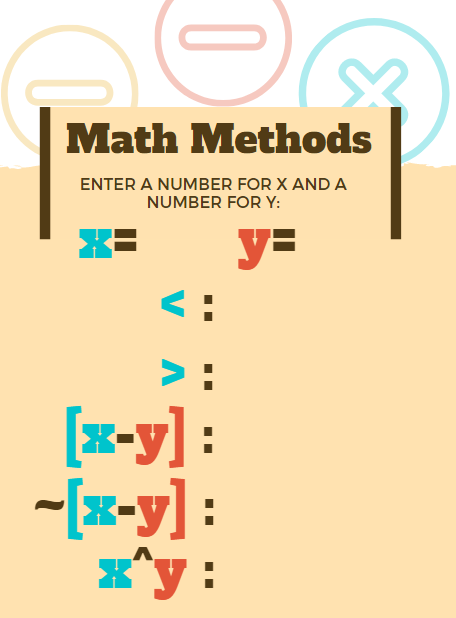 Math Methods
ENTER A NUMBER FOR X AND A
NUMBER FOR Y:
x= y=
< :
> :
[x-y] :
~[x-y] :
x^y :